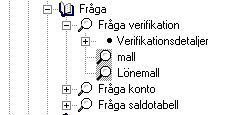 Fråga
Fråga verifikation
Verifikationsdetaljer
mall
Lönemall
Fråga konto
Fråga saldotabell